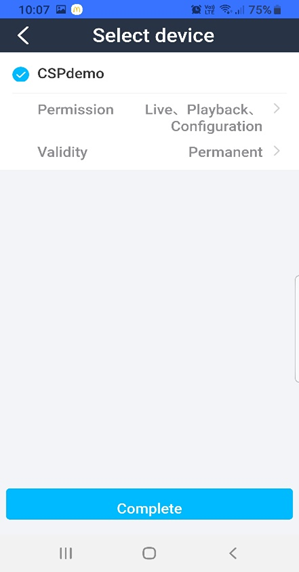 10:07 75%
Select device
CSPdemo
Permission Live、Playback、
Configuration
Validity Permanent
Complete